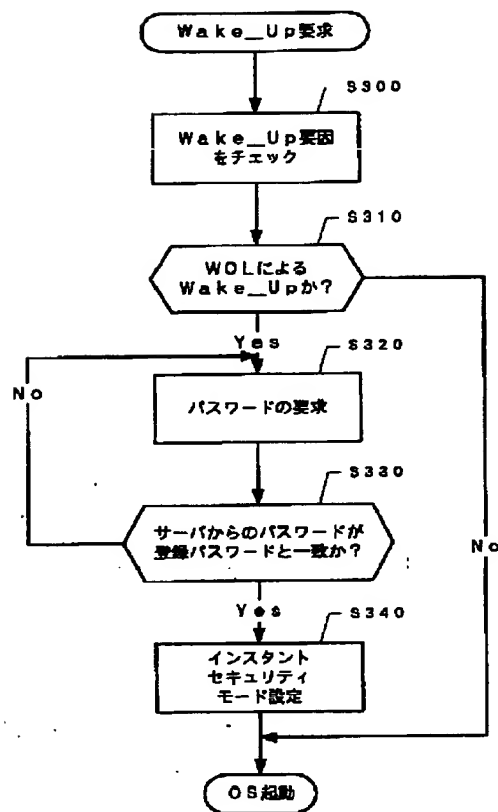 Wake__Up要求
S300
Wake__Up要因
をチェック
S310
WOLによる
Wake__Upか?
Yes
S320
No
パスワードの要求
S330
サーバからのパスワードが
登録パスワードと一致か?
No
Yes
S340
インスタント
セキュリティ
モード設定
OS起動